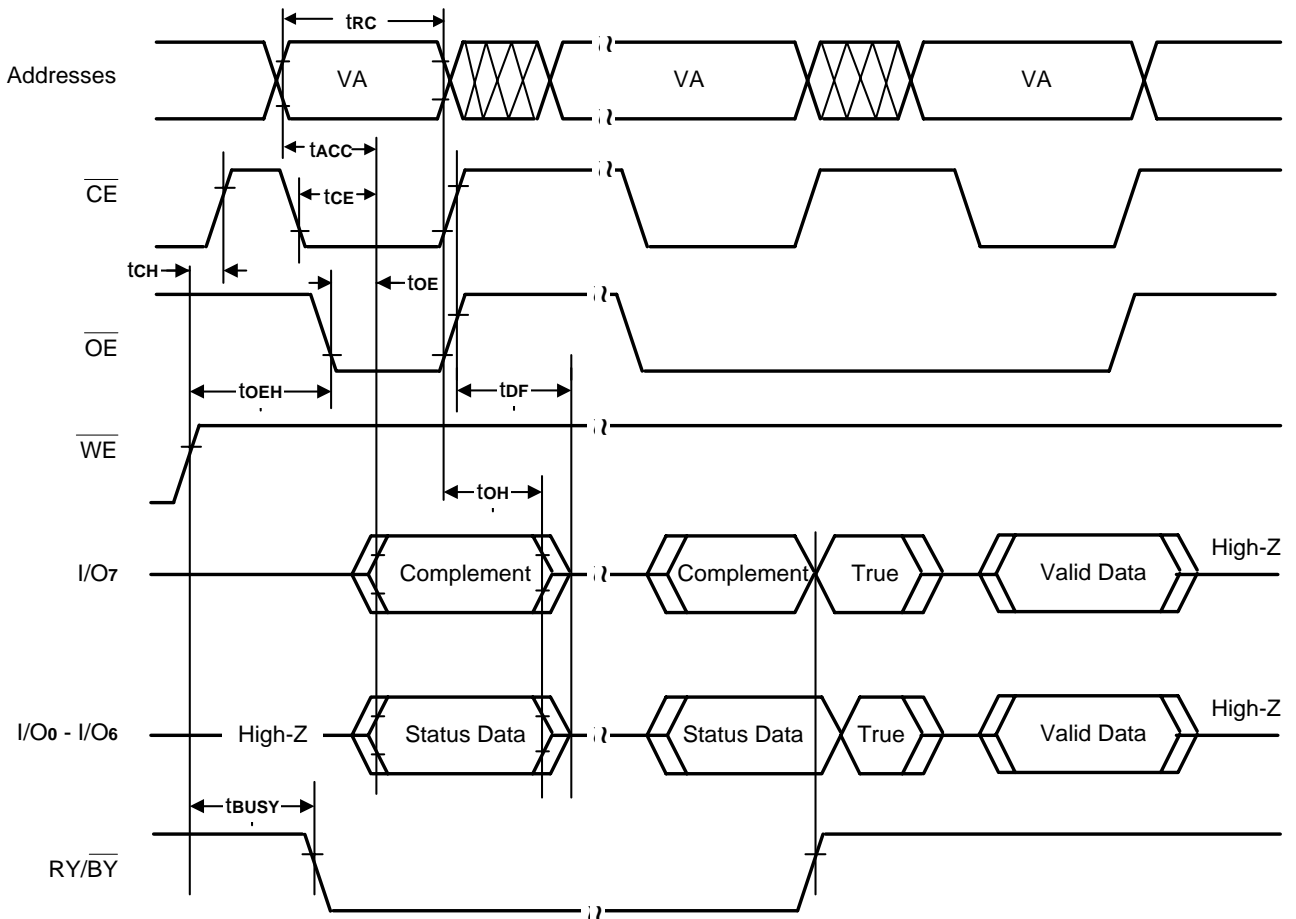 tRC
Addresses VA VA VA
tACC
CE
tCE
tCH
tOE
OE
tOEH
tDF
WE
tOH
I/O7 Complement Complement True Valid Data High-Z
I/O0 - I/O6 High-Z Status Data Status Data True Valid Data High-Z
tBUSY
RY/BY